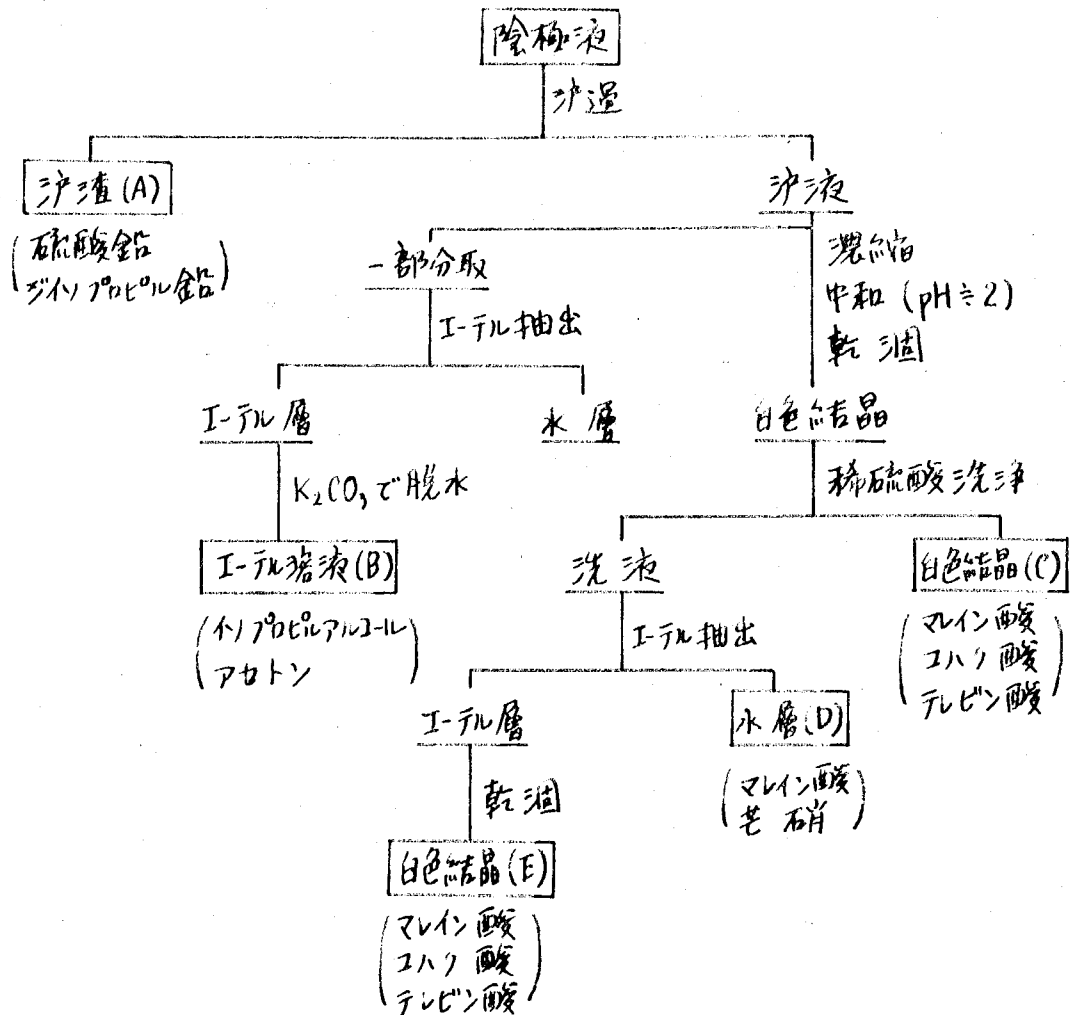 陰極液
沪過
沪渣(A)
(硫酸鉛
ジイソプロピル鉛)
沪液
一部分取
エーテル抽出
濃縮
中和 (pH≒2)
乾涸
エーテル層
水層
白色結晶
K₂CO₃で脱水
稀硫酸洗浄
エーテル溶液(B)
(イソプロピルアルコール
アセトン)
洗液
白色結晶(C)
(マレイン酸
コハク酸
テレビン酸)
エーテル抽出
エーテル層
水層(D)
(マレイン酸
芒硝)
乾涸
白色結晶(E)
(マレイン酸
コハク酸
テレビン酸)